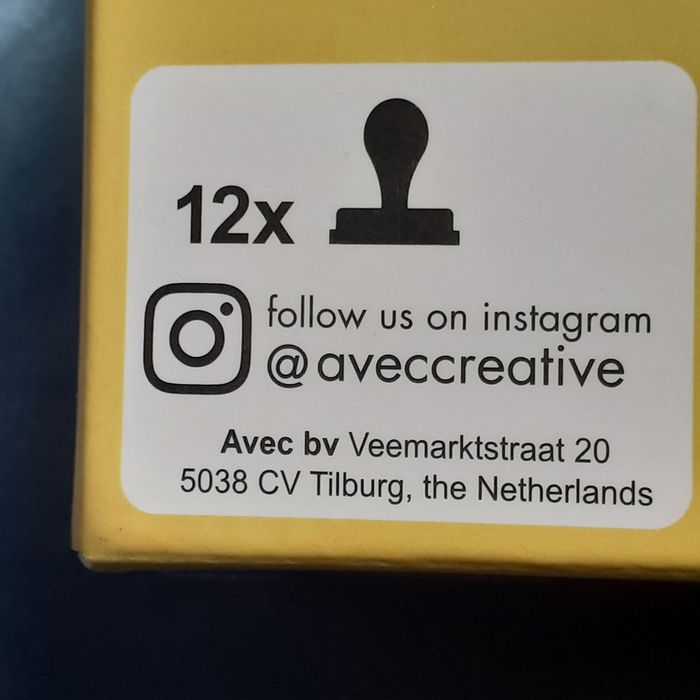 12x
follow us on instagram
@aveccreative
Avec bv Veemarktstraat 20
5038 CV Tilburg, the Netherlands